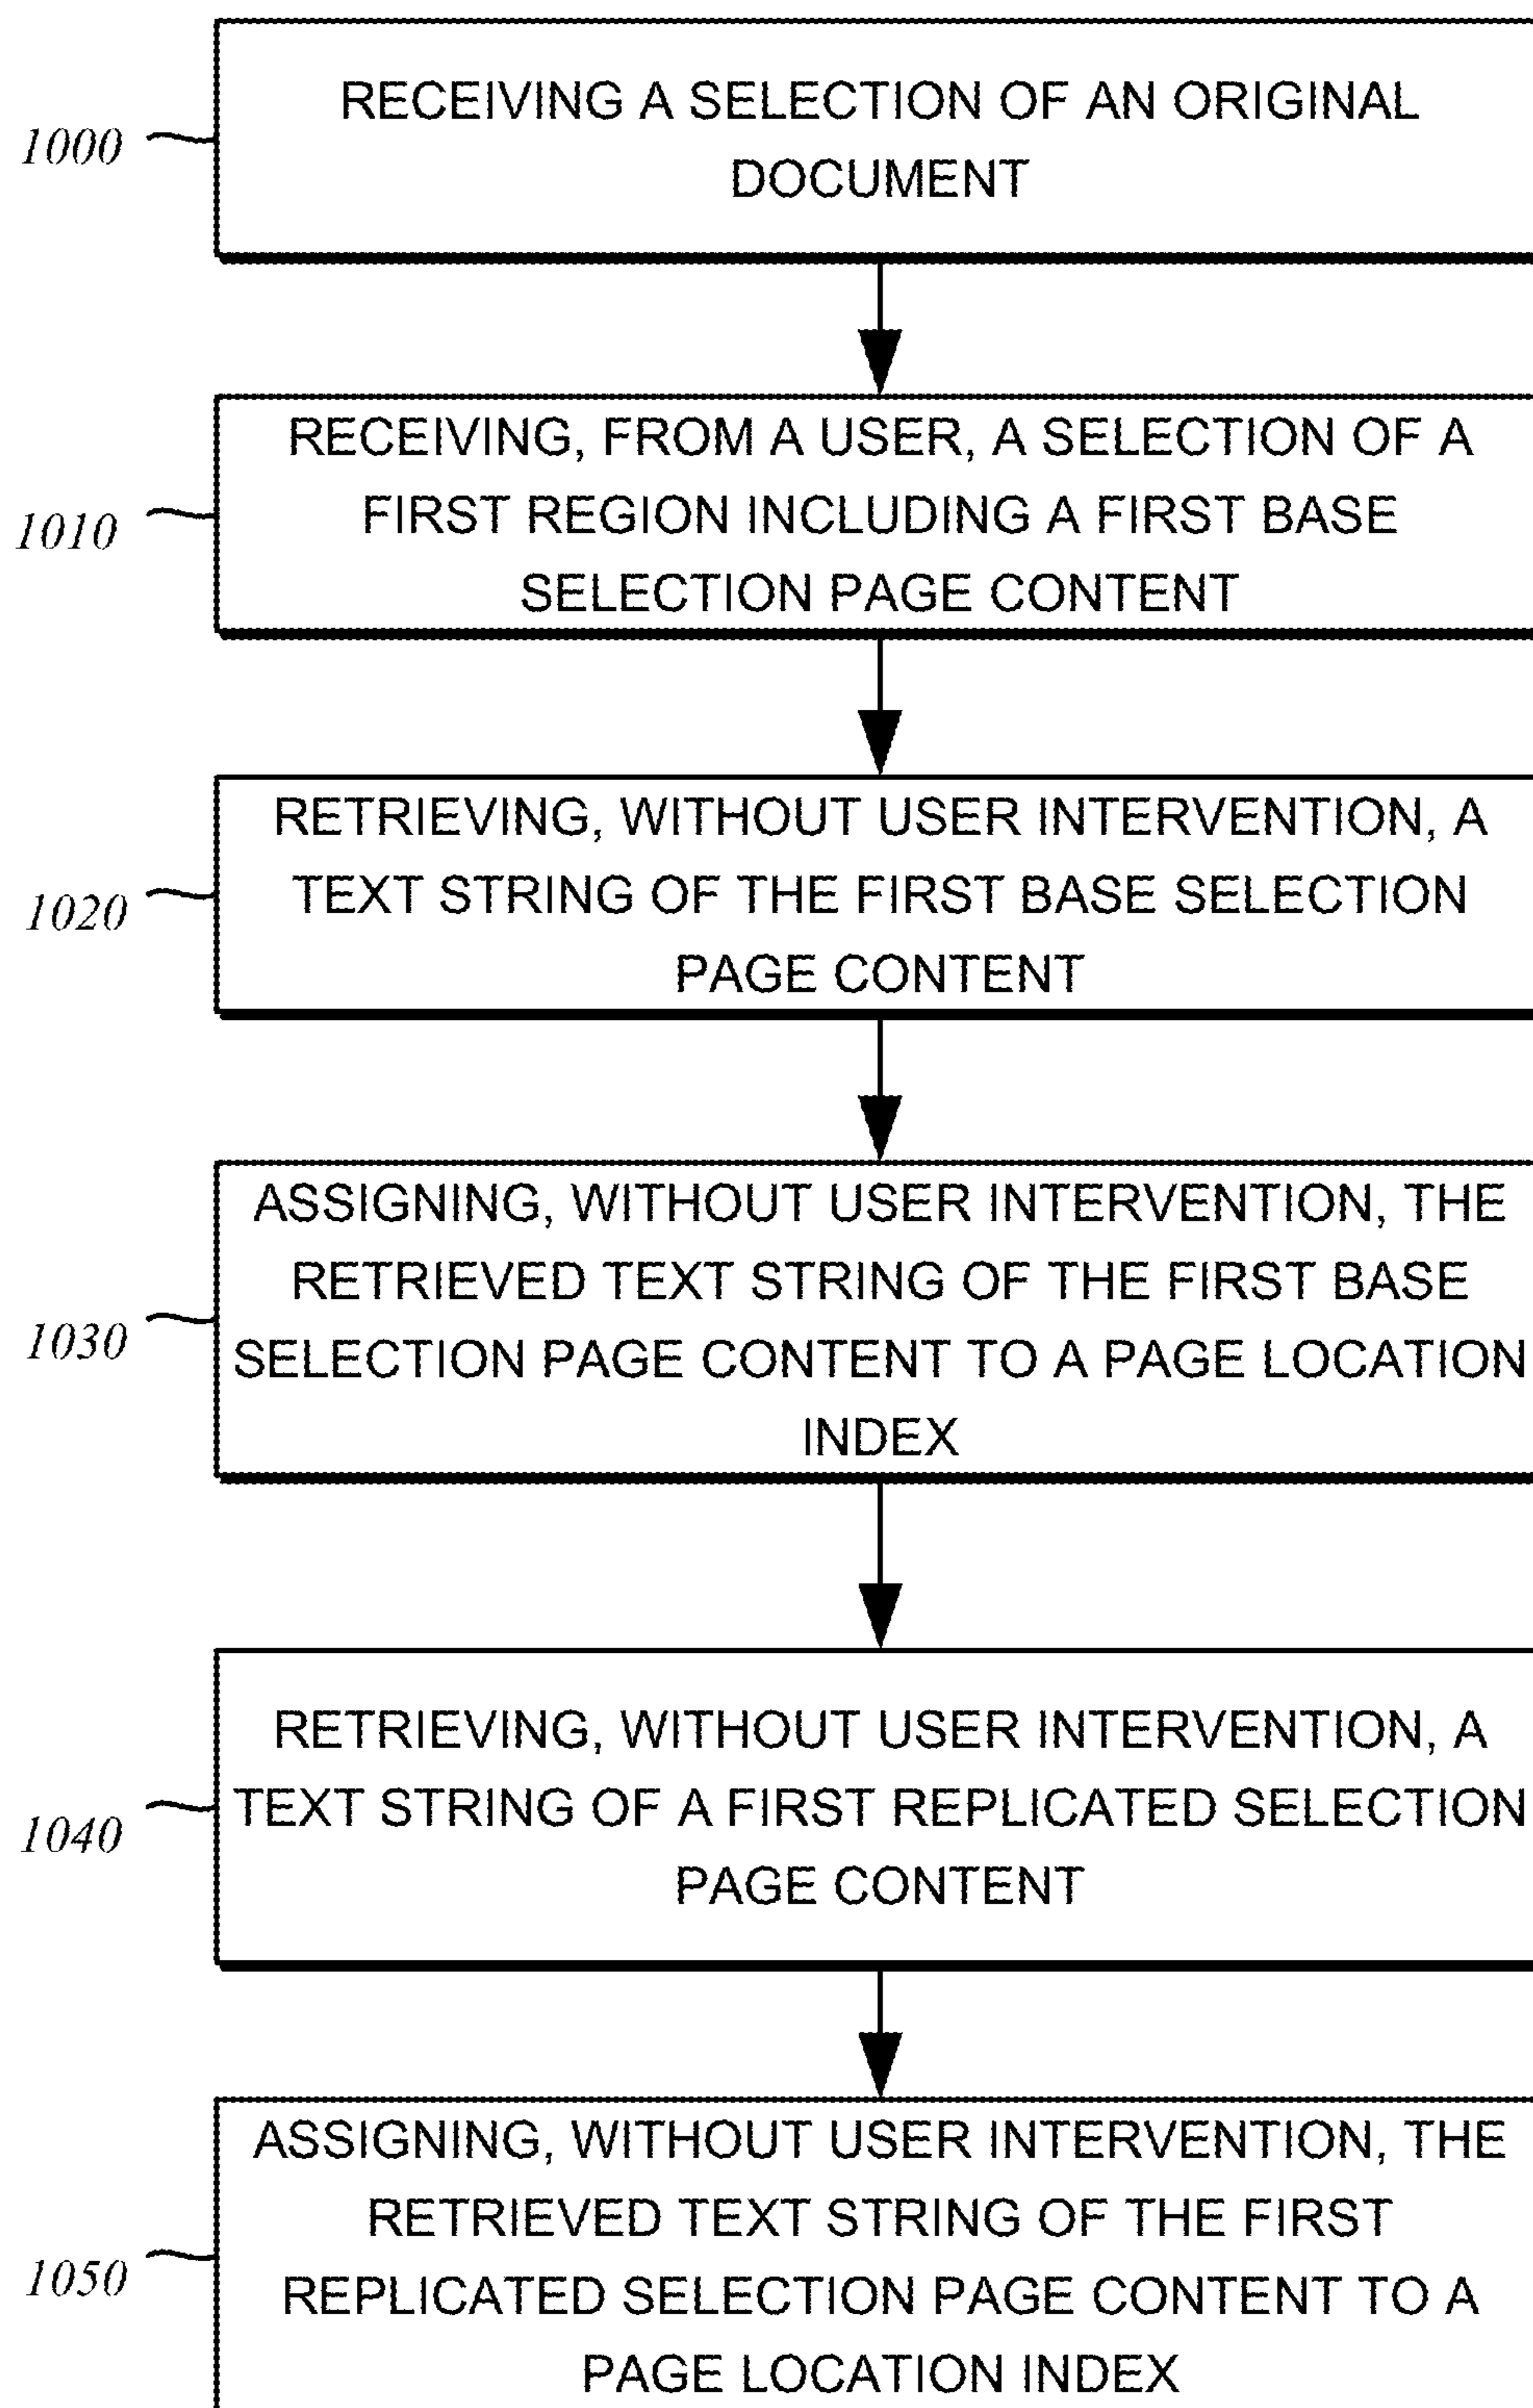 RECEIVING A SELECTION OF AN ORIGINAL
DOCUMENT
1000
RECEIVING, FROM A USER, A SELECTION OF A
FIRST REGION INCLUDING A FIRST BASE
SELECTION PAGE CONTENT
1010
RETRIEVING, WITHOUT USER INTERVENTION, A
TEXT STRING OF THE FIRST BASE SELECTION
PAGE CONTENT
1020
ASSIGNING, WITHOUT USER INTERVENTION, THE
RETRIEVED TEXT STRING OF THE FIRST BASE
SELECTION PAGE CONTENT TO A PAGE LOCATION
INDEX
1030
RETRIEVING, WITHOUT USER INTERVENTION, A
TEXT STRING OF A FIRST REPLICATED SELECTION
PAGE CONTENT
1040
ASSIGNING, WITHOUT USER INTERVENTION, THE
RETRIEVED TEXT STRING OF THE FIRST
REPLICATED SELECTION PAGE CONTENT TO A
PAGE LOCATION INDEX
1050